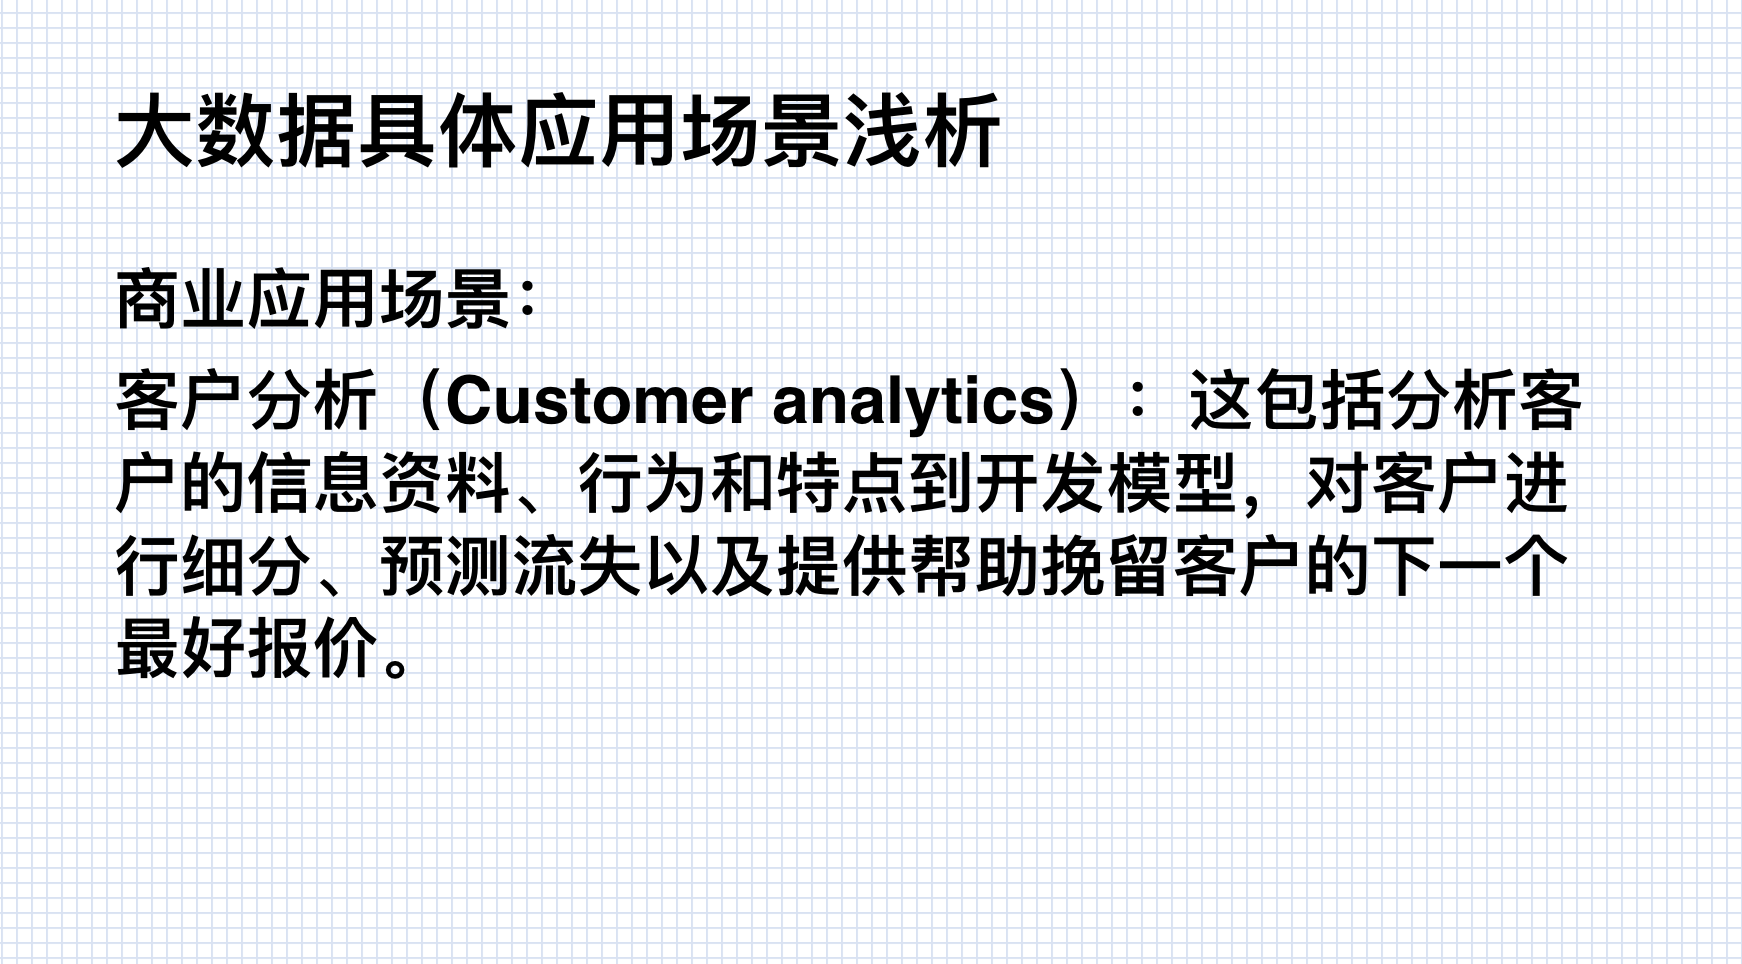 大数据具体应用场景浅析
商业应用场景：
客户分析（Customer analytics）： 这包括分析客
户的信息资料、行为和特点到开发模型，对客户进
行细分、预测流失以及提供帮助挽留客户的下一个
最好报价。